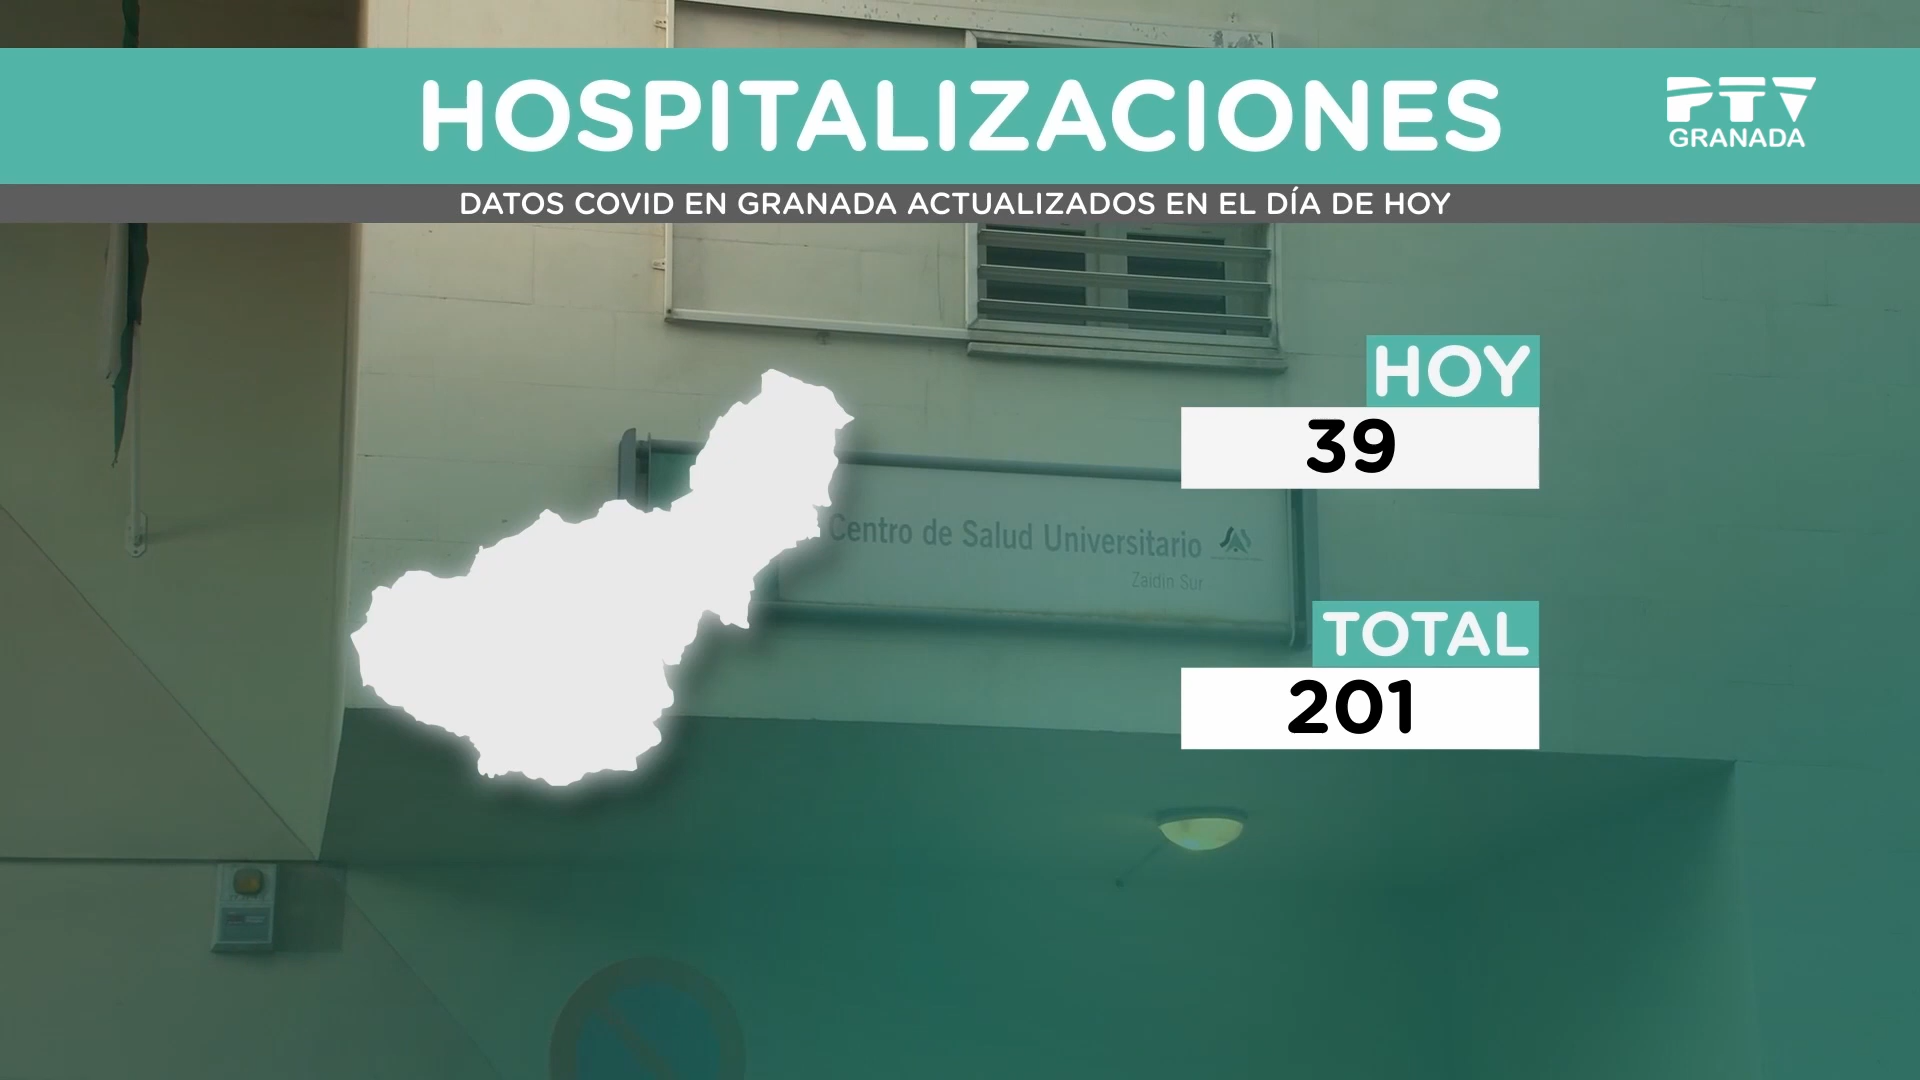 HOSPITALIZACIONES
PTV
GRANADA
DATOS COVID EN GRANADA ACTUALIZADOS EN EL DÍA DE HOY
HOY
39
Centro de Salud Universitario
Zaidín Sur
TOTAL
201